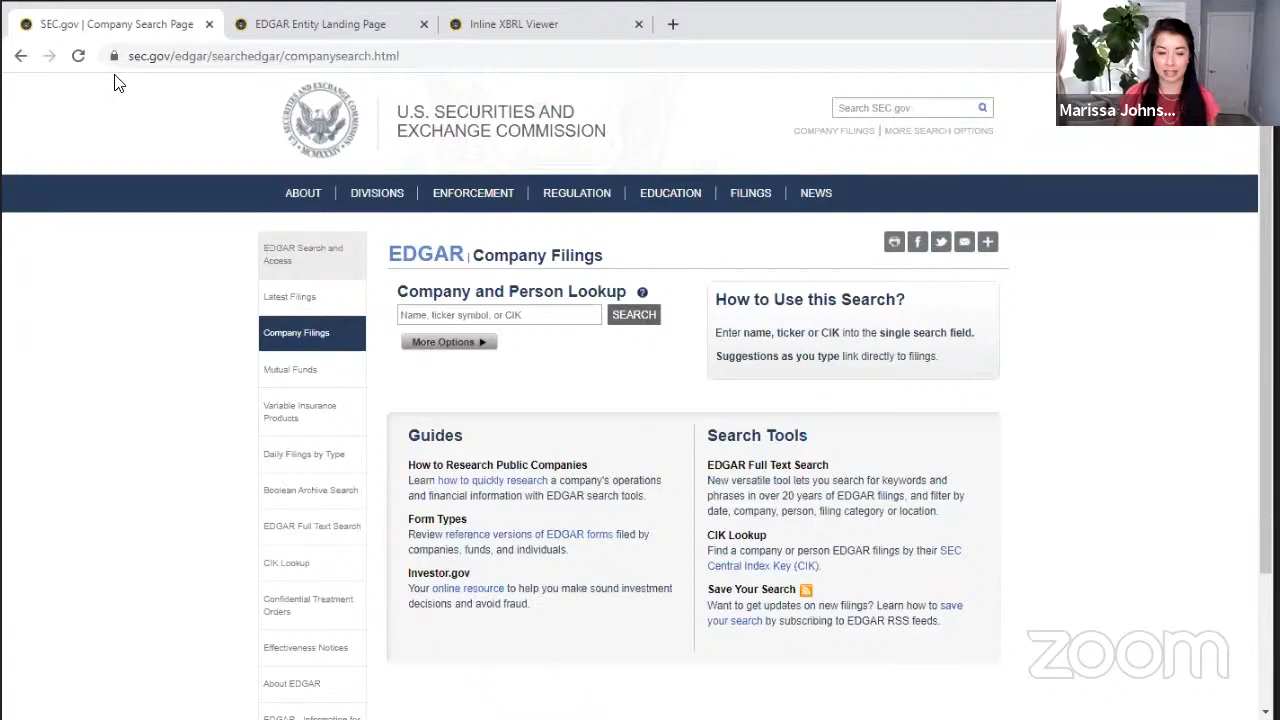 SEC.gov | Company Search Page
EDGAR Entity Landing Page
Inline XBRL Viewer
sec.gov/edgar/searchedgar/companysearch.html
Marissa Johns...
U.S. SECURITIES AND
EXCHANGE COMMISSION
Search SEC.gov
COMPANY FILINGS | MORE SEARCH OPTIONS
ABOUT
DIVISIONS
ENFORCEMENT
REGULATION
EDUCATION
FILINGS
NEWS
EDGAR Search and
Access
Latest Filings
Company Filings
Mutual Funds
Variable Insurance
Products
Daily Filings by Type
Boolean Archive Search
EDGAR Full Text Search
CIK Lookup
Confidential Treatment
Orders
Effectiveness Notices
About EDGAR
EDGAR - Information for
EDGAR | Company Filings
Company and Person Lookup
Name, ticker symbol, or CIK
SEARCH
More Options
How to Use this Search?
Enter name, ticker or CIK into the single search field.
Suggestions as you type link directly to filings.
Guides
How to Research Public Companies
Learn how to quickly research a company's operations
and financial information with EDGAR search tools.
Form Types
Review reference versions of EDGAR forms filed by
companies, funds, and individuals.
Investor.gov
Your online resource to help you make sound investment
decisions and avoid fraud.
Search Tools
EDGAR Full Text Search
New versatile tool lets you search for keywords and
phrases in over 20 years of EDGAR filings, and filter by
date, company, person, filing category or location.
CIK Lookup
Find a company or person EDGAR filings by their SEC
Central Index Key (CIK).
Save Your Search
Want to get updates on new filings? Learn how to save
your search by subscribing to EDGAR RSS feeds.
zoom